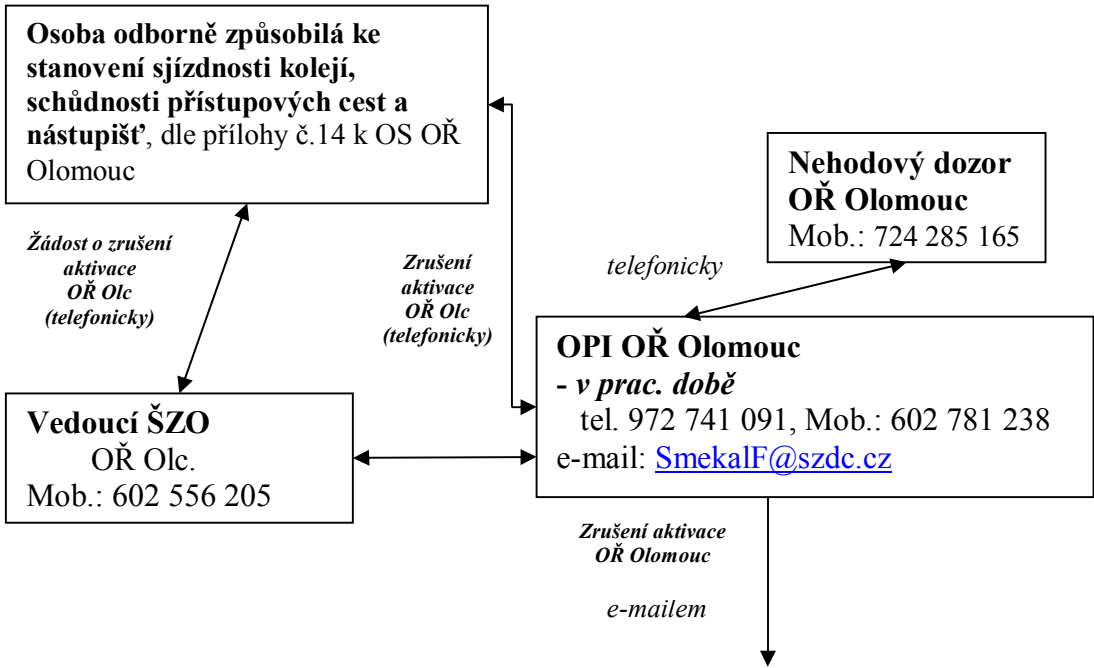 Osoba odborně způsobilá ke
stanovení sjízdnosti kolejí,
schůdnosti přístupových cest a
nástupišť, dle přílohy č.14 k OS OŘ
Olomouc
Nehodový dozor
OŘ Olomouc
Mob.: 724 285 165
Žádost o zrušení
aktivace
OŘ Olc
(telefonicky)
Zrušení
aktivace
OŘ Olc
(telefonicky)
telefonicky
OPI OŘ Olomouc
- v prac. době
tel. 972 741 091, Mob.: 602 781 238
e-mail: SmekalF@szdc.cz
Vedoucí ŠZO
OŘ Olc.
Mob.: 602 556 205
Zrušení aktivace
OŘ Olomouc
e-mailem